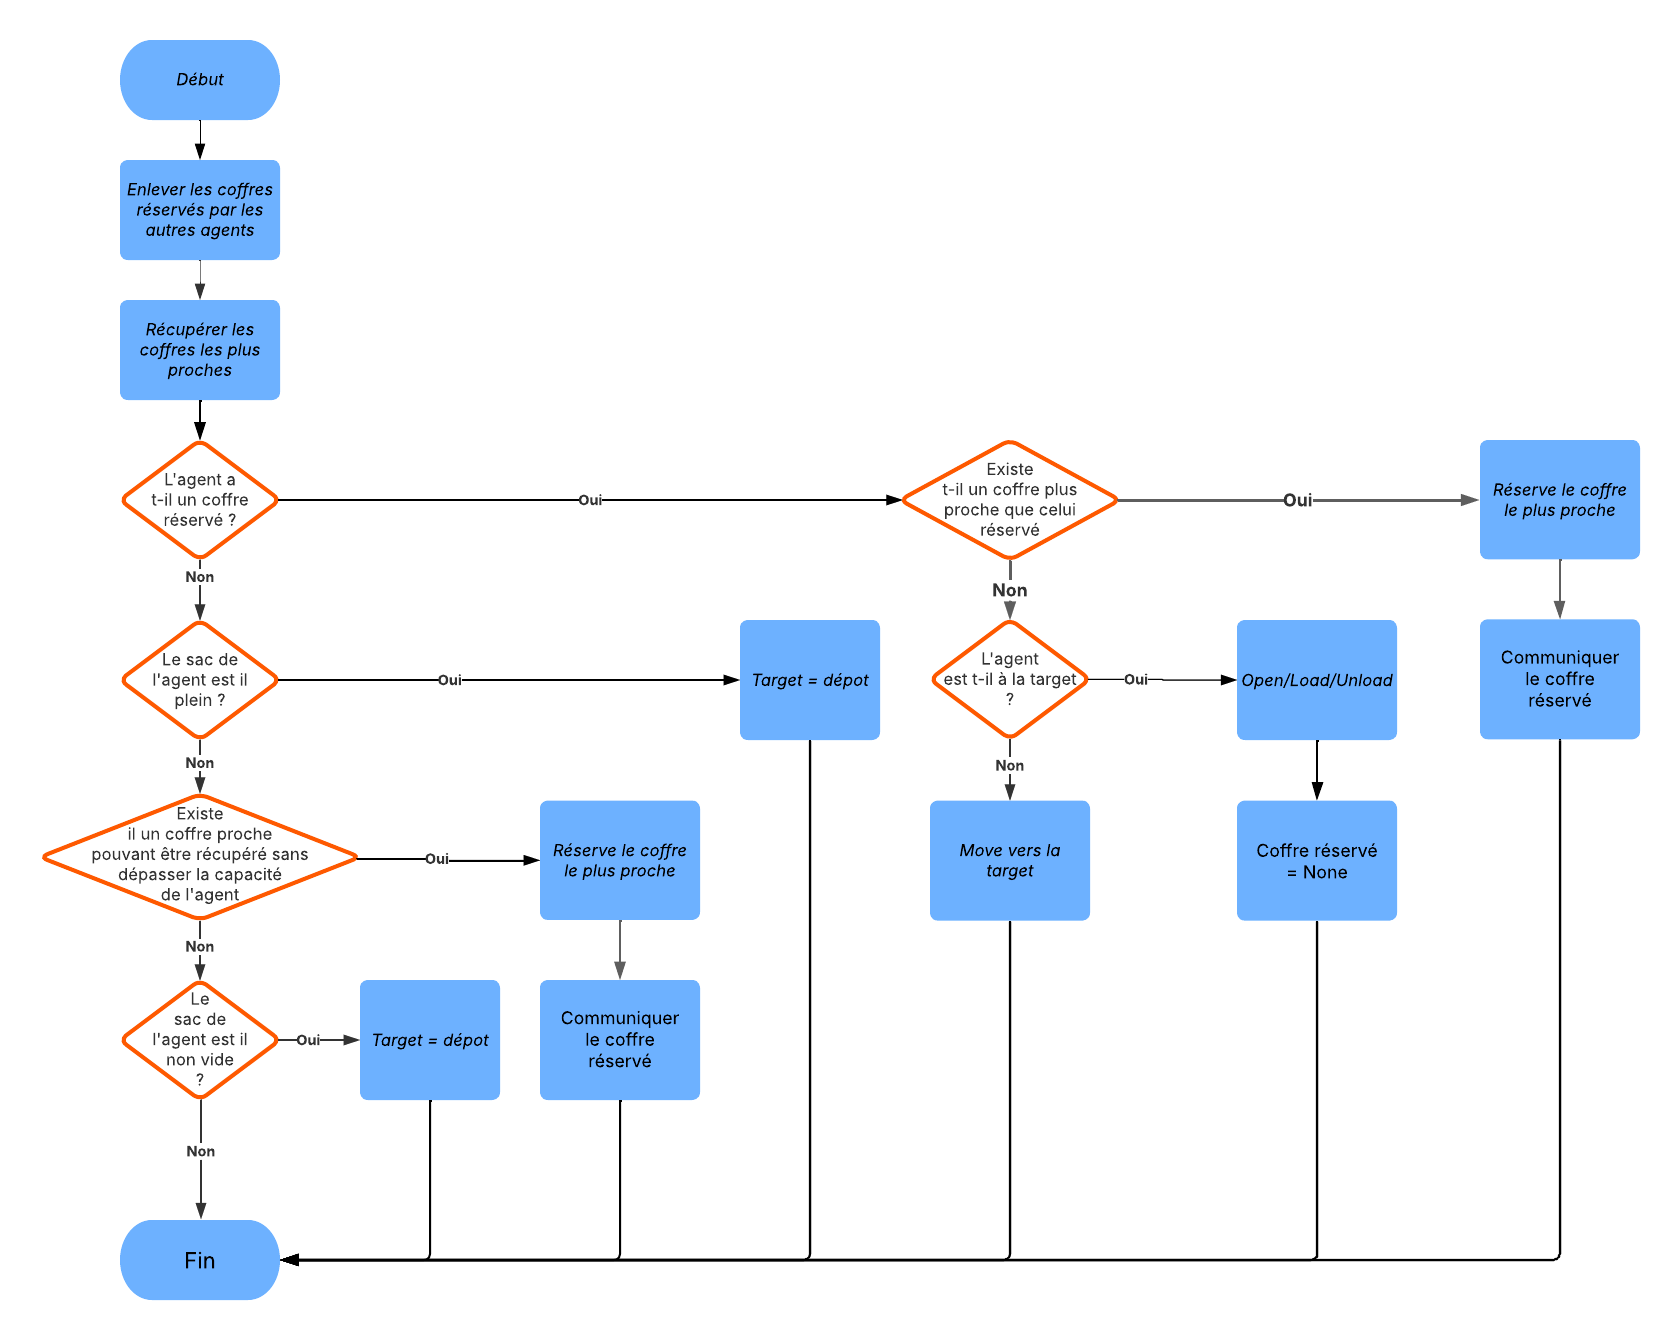 Début
Enlever les coffres
réservés par les
autres agents
Récupérer les
coffres les plus
proches
L'agent a
t-il un coffre
réservé ?
Oui
Existe
t-il un coffre plus
proche que celui
réservé
Oui
Réserve le coffre
le plus proche
Non
Non
Le sac de
l'agent est il
plein ?
Oui
Target = dépot
L'agent
est t-il à la target
?
Oui
Open/Load/Unload
Communiquer
le coffre
réservé
Non
Non
Existe
il un coffre proche
pouvant être récupéré sans
dépasser la capacité
de l'agent
Oui
Réserve le coffre
le plus proche
Move vers la
target
Coffre réservé
= None
Non
Le
sac de
l'agent est il
non vide
?
Oui
Target = dépot
Communiquer
le coffre
réservé
Non
Fin